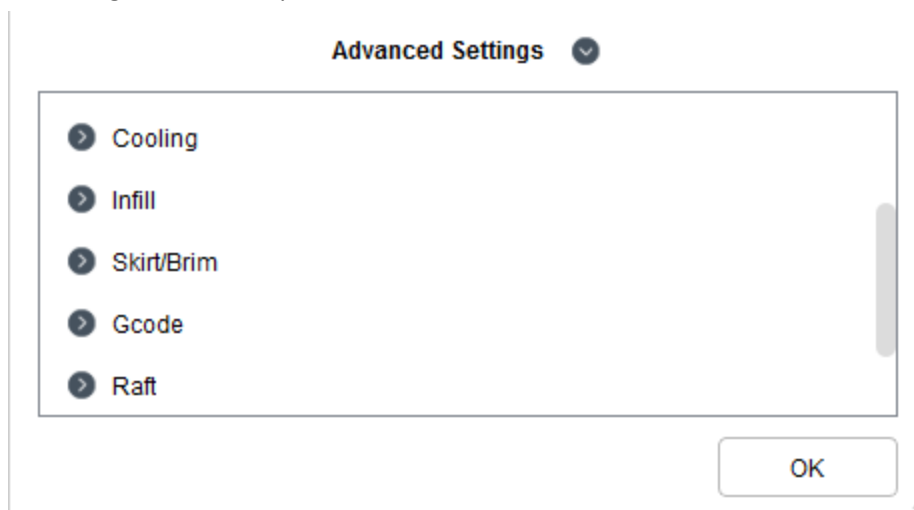 Advanced Settings
Cooling
Infill
Skirt/Brim
Gcode
Raft
OK